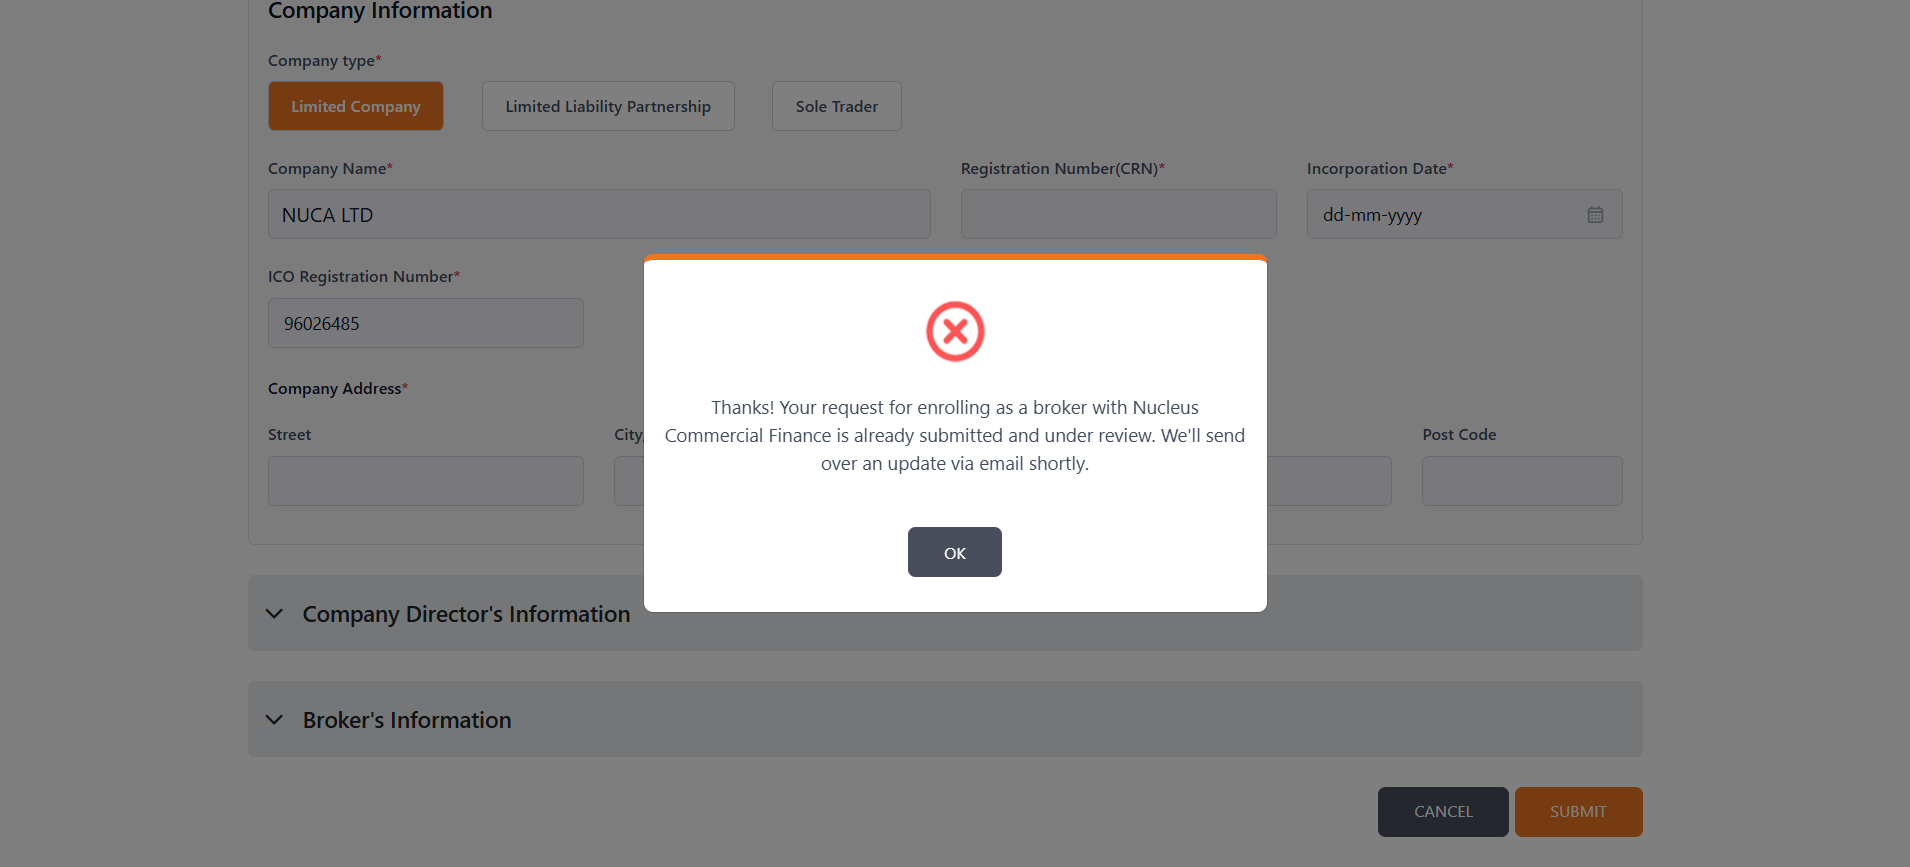 Company Information
Company type*
Limited Company
Limited Liability Partnership
Sole Trader
Company Name*
Registration Number(CRN)*
Incorporation Date*
NUCA LTD
dd-mm-yyyy
ICO Registration Number*
96026485
Thanks! Your request for enrolling as a broker with Nucleus
Commercial Finance is already submitted and under review. We'll send
over an update via email shortly.
OK
Company Address*
Street
City
Post Code
Company Director's Information
Broker's Information
CANCEL
SUBMIT